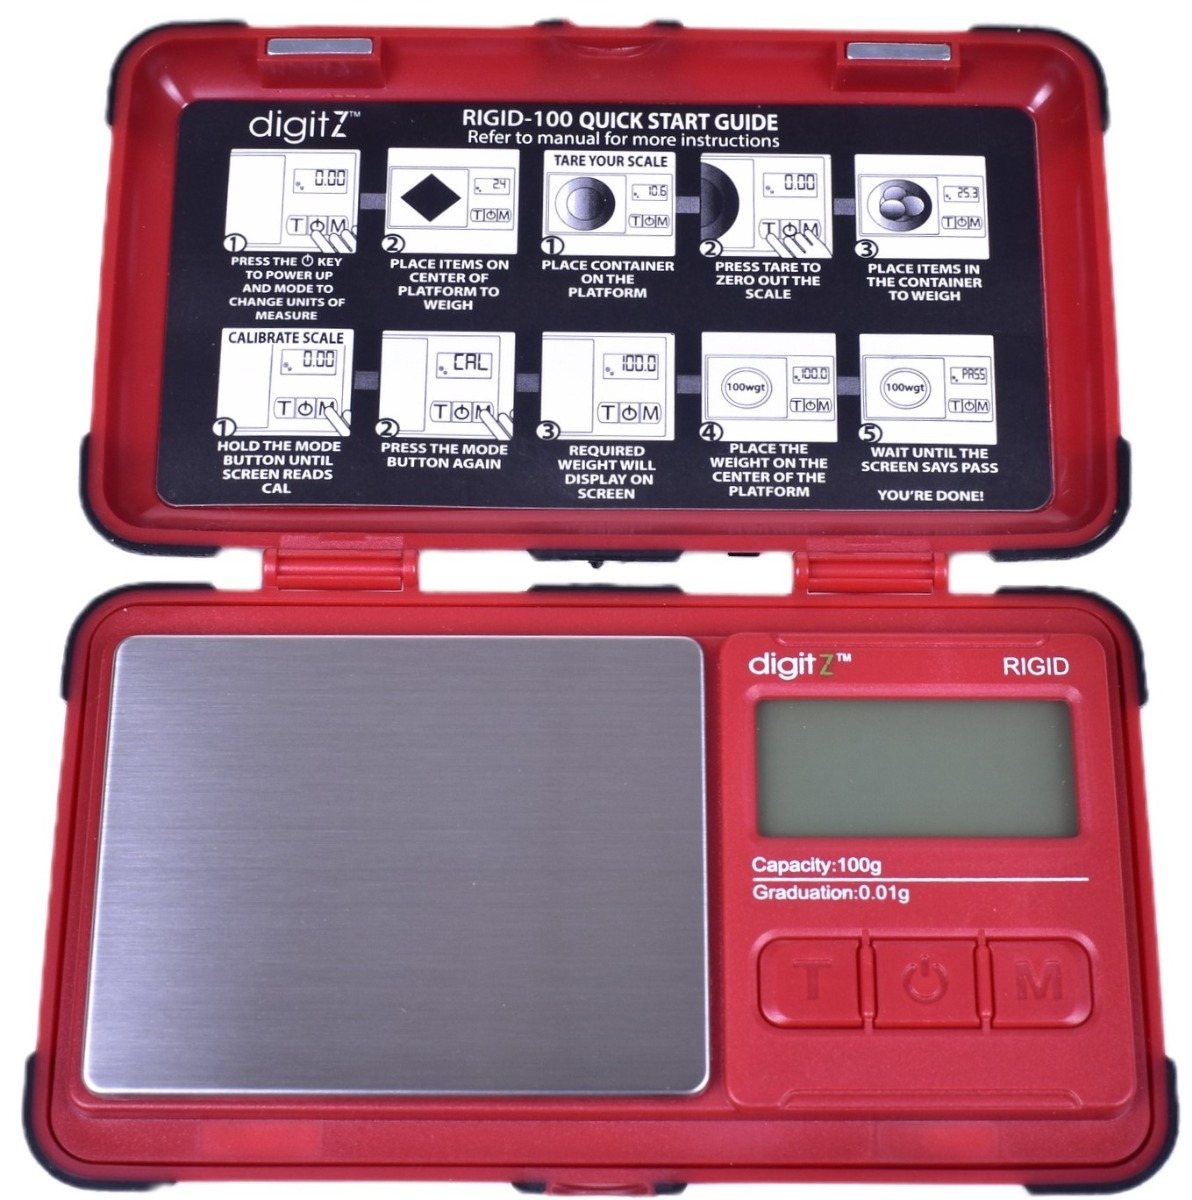 digitZ™
RIGID-100 QUICK START GUIDE
Refer to manual for more instructions
0.00
T M
1
PRESS THE KEY
TO POWER UP
AND MODE TO
CHANGE UNITS OF
MEASURE
24
T M
2
PLACE ITEMS ON
CENTER OF
PLATFORM TO
WEIGH
TARE YOUR SCALE
10.6
T M
1
PLACE CONTAINER
ON THE
PLATFORM
0.00
T M
2
PRESS TARE TO
ZERO OUT THE
SCALE
25.3
T M
3
PLACE ITEMS IN
THE CONTAINER
TO WEIGH
CALIBRATE SCALE
0.00
T M
1
HOLD THE MODE
BUTTON UNTIL
SCREEN READS
CAL
CAL
T M
2
PRESS THE MODE
BUTTON AGAIN
100.0
T M
3
REQUIRED
WEIGHT WILL
DISPLAY ON
SCREEN
100wgt
100.0
T M
4
PLACE THE
WEIGHT ON THE
CENTER OF THE
PLATFORM
100wgt
PASS
T M
5
WAIT UNTIL THE
SCREEN SAYS PASS
YOU'RE DONE!
digitZ™
RIGID
Capacity:100g
Graduation:0.01g
T M